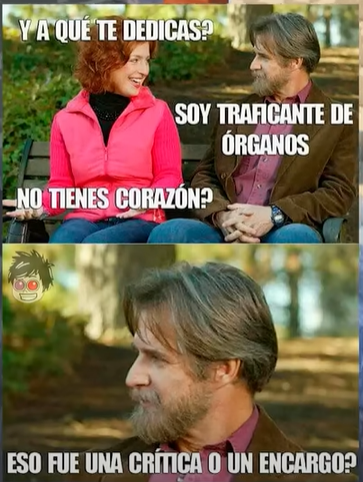 Y A QUÉ TE DEDICAS?
SOY TRAFICANTE DE
ÓRGANOS
NO TIENES CORAZÓN?
ESO FUE UNA CRÍTICA O UN ENCARGO?